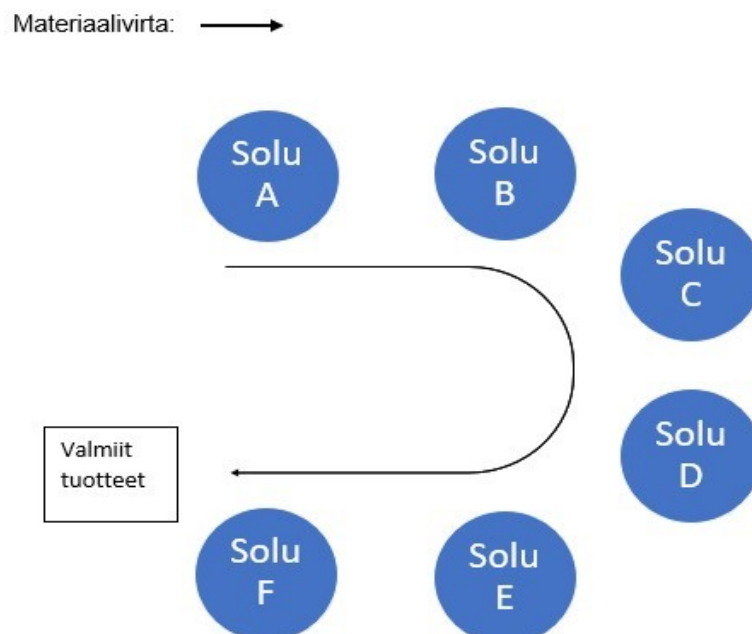 Materiaalivirta:
Solu
A
Solu
B
Solu
C
Solu
D
Solu
E
Solu
F
Valmiit
tuotteet